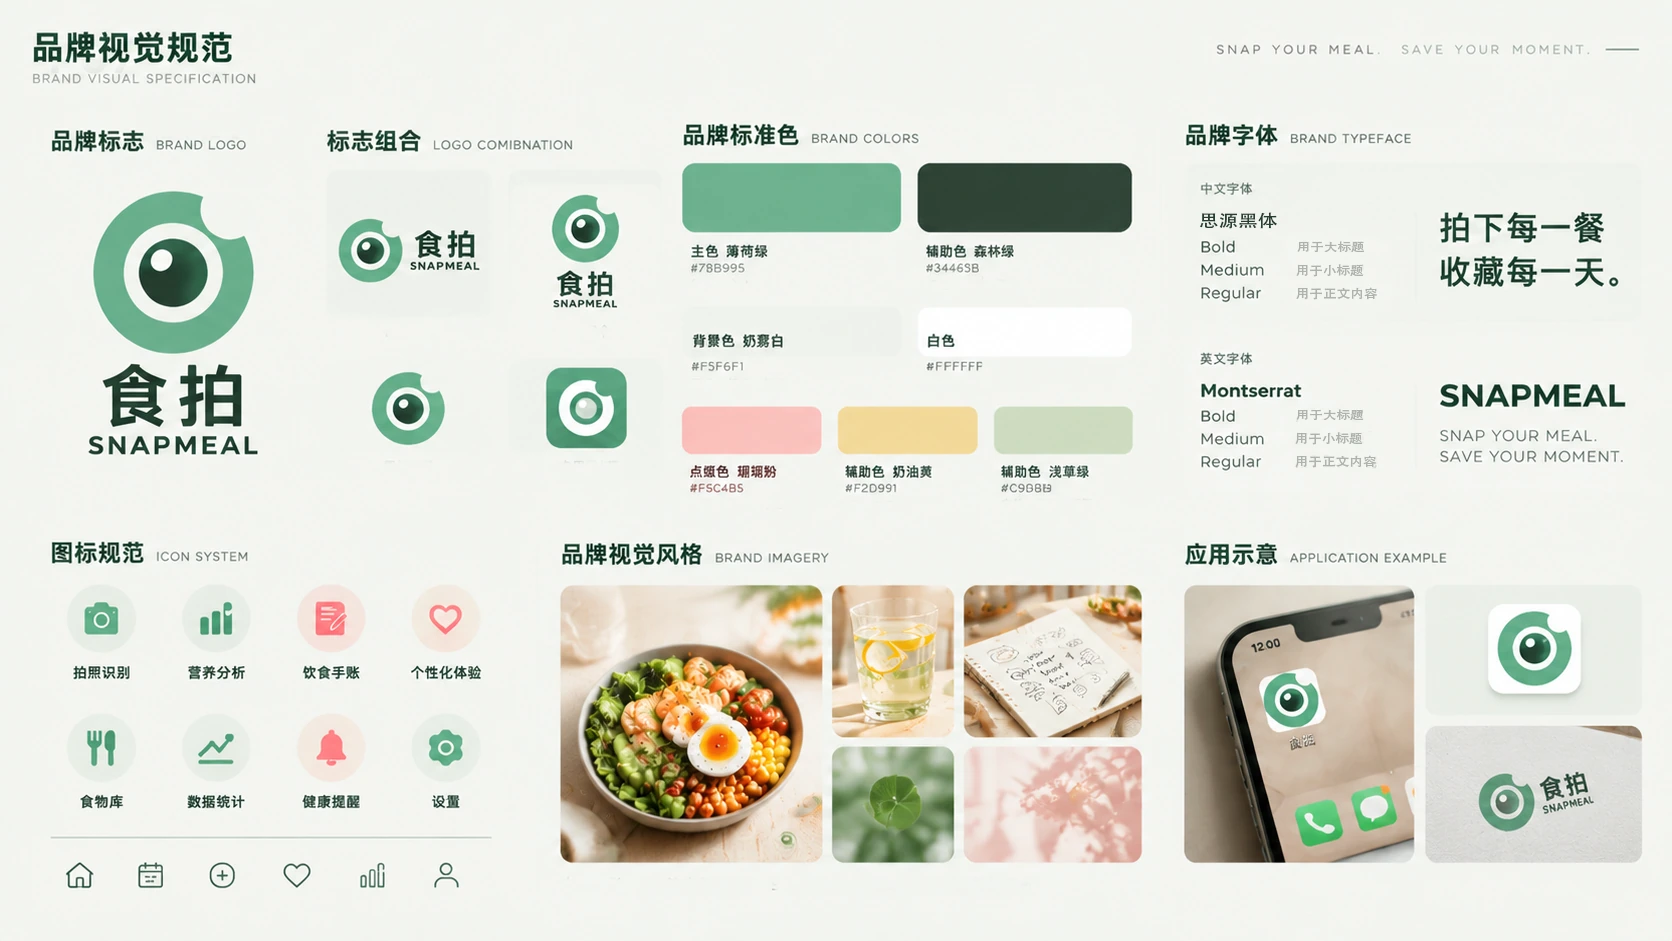 品牌视觉规范
BRAND VISUAL SPECIFICATION
SNAP YOUR MEAL. SAVE YOUR MOMENT.
品牌标志 BRAND LOGO
食拍
SNAPMEAL
标志组合 LOGO COMIBNATION
食拍
SNAPMEAL
食拍
SNAPMEAL
品牌标准色 BRAND COLORS
主色 薄荷绿
#78B995
辅助色 森林绿
#34463B
背景色 奶雾白
#F5F6F1
白色
#FFFFFF
点缀色 珊瑚粉
#F5C4B5
辅助色 奶油黄
#F2D991
辅助色 浅草绿
品牌字体 BRAND TYPEFACE
中文字体
思源黑体
Bold 用于大标题
Medium 用于小标题
Regular 用于正文内容
拍下每一餐
收藏每一天。
英文字体
Montserrat
Bold 用于大标题
Medium 用于小标题
Regular 用于正文内容
SNAPMEAL
SNAP YOUR MEAL.
SAVE YOUR MOMENT.
图标规范 ICON SYSTEM
拍照识别
营养分析
饮食手账
个性化体验
食物库
数据统计
健康提醒
设置
品牌视觉风格 BRAND IMAGERY
应用示意 APPLICATION EXAMPLE
12:00
食拍
SNAPMEAL